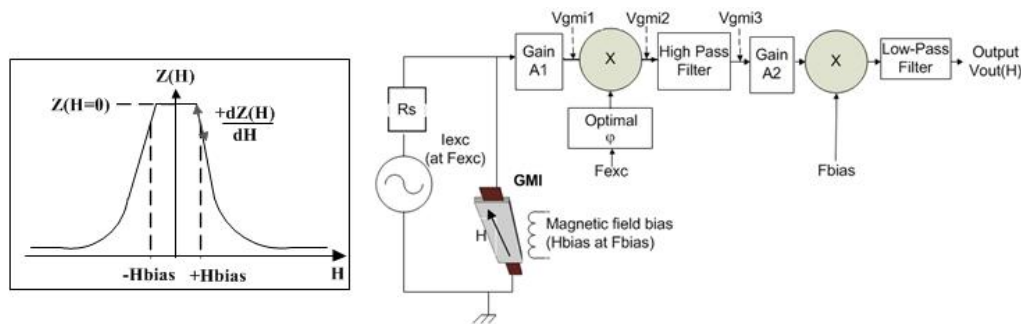 Z(H)
Z(H=0)
+dZ(H)
dH
-Hbias
+Hbias
H
Vgmi1
Vgmi2
Vgmi3
Gain
A1
X
High Pass
Filter
Gain
A2
X
Low-Pass
Filter
Output
Vout(H)
Rs
Optimal
φ
Iexc
(at Fexc)
Fexc
Fbias
GMI
H
Magnetic field bias
(Hbias at Fbias)